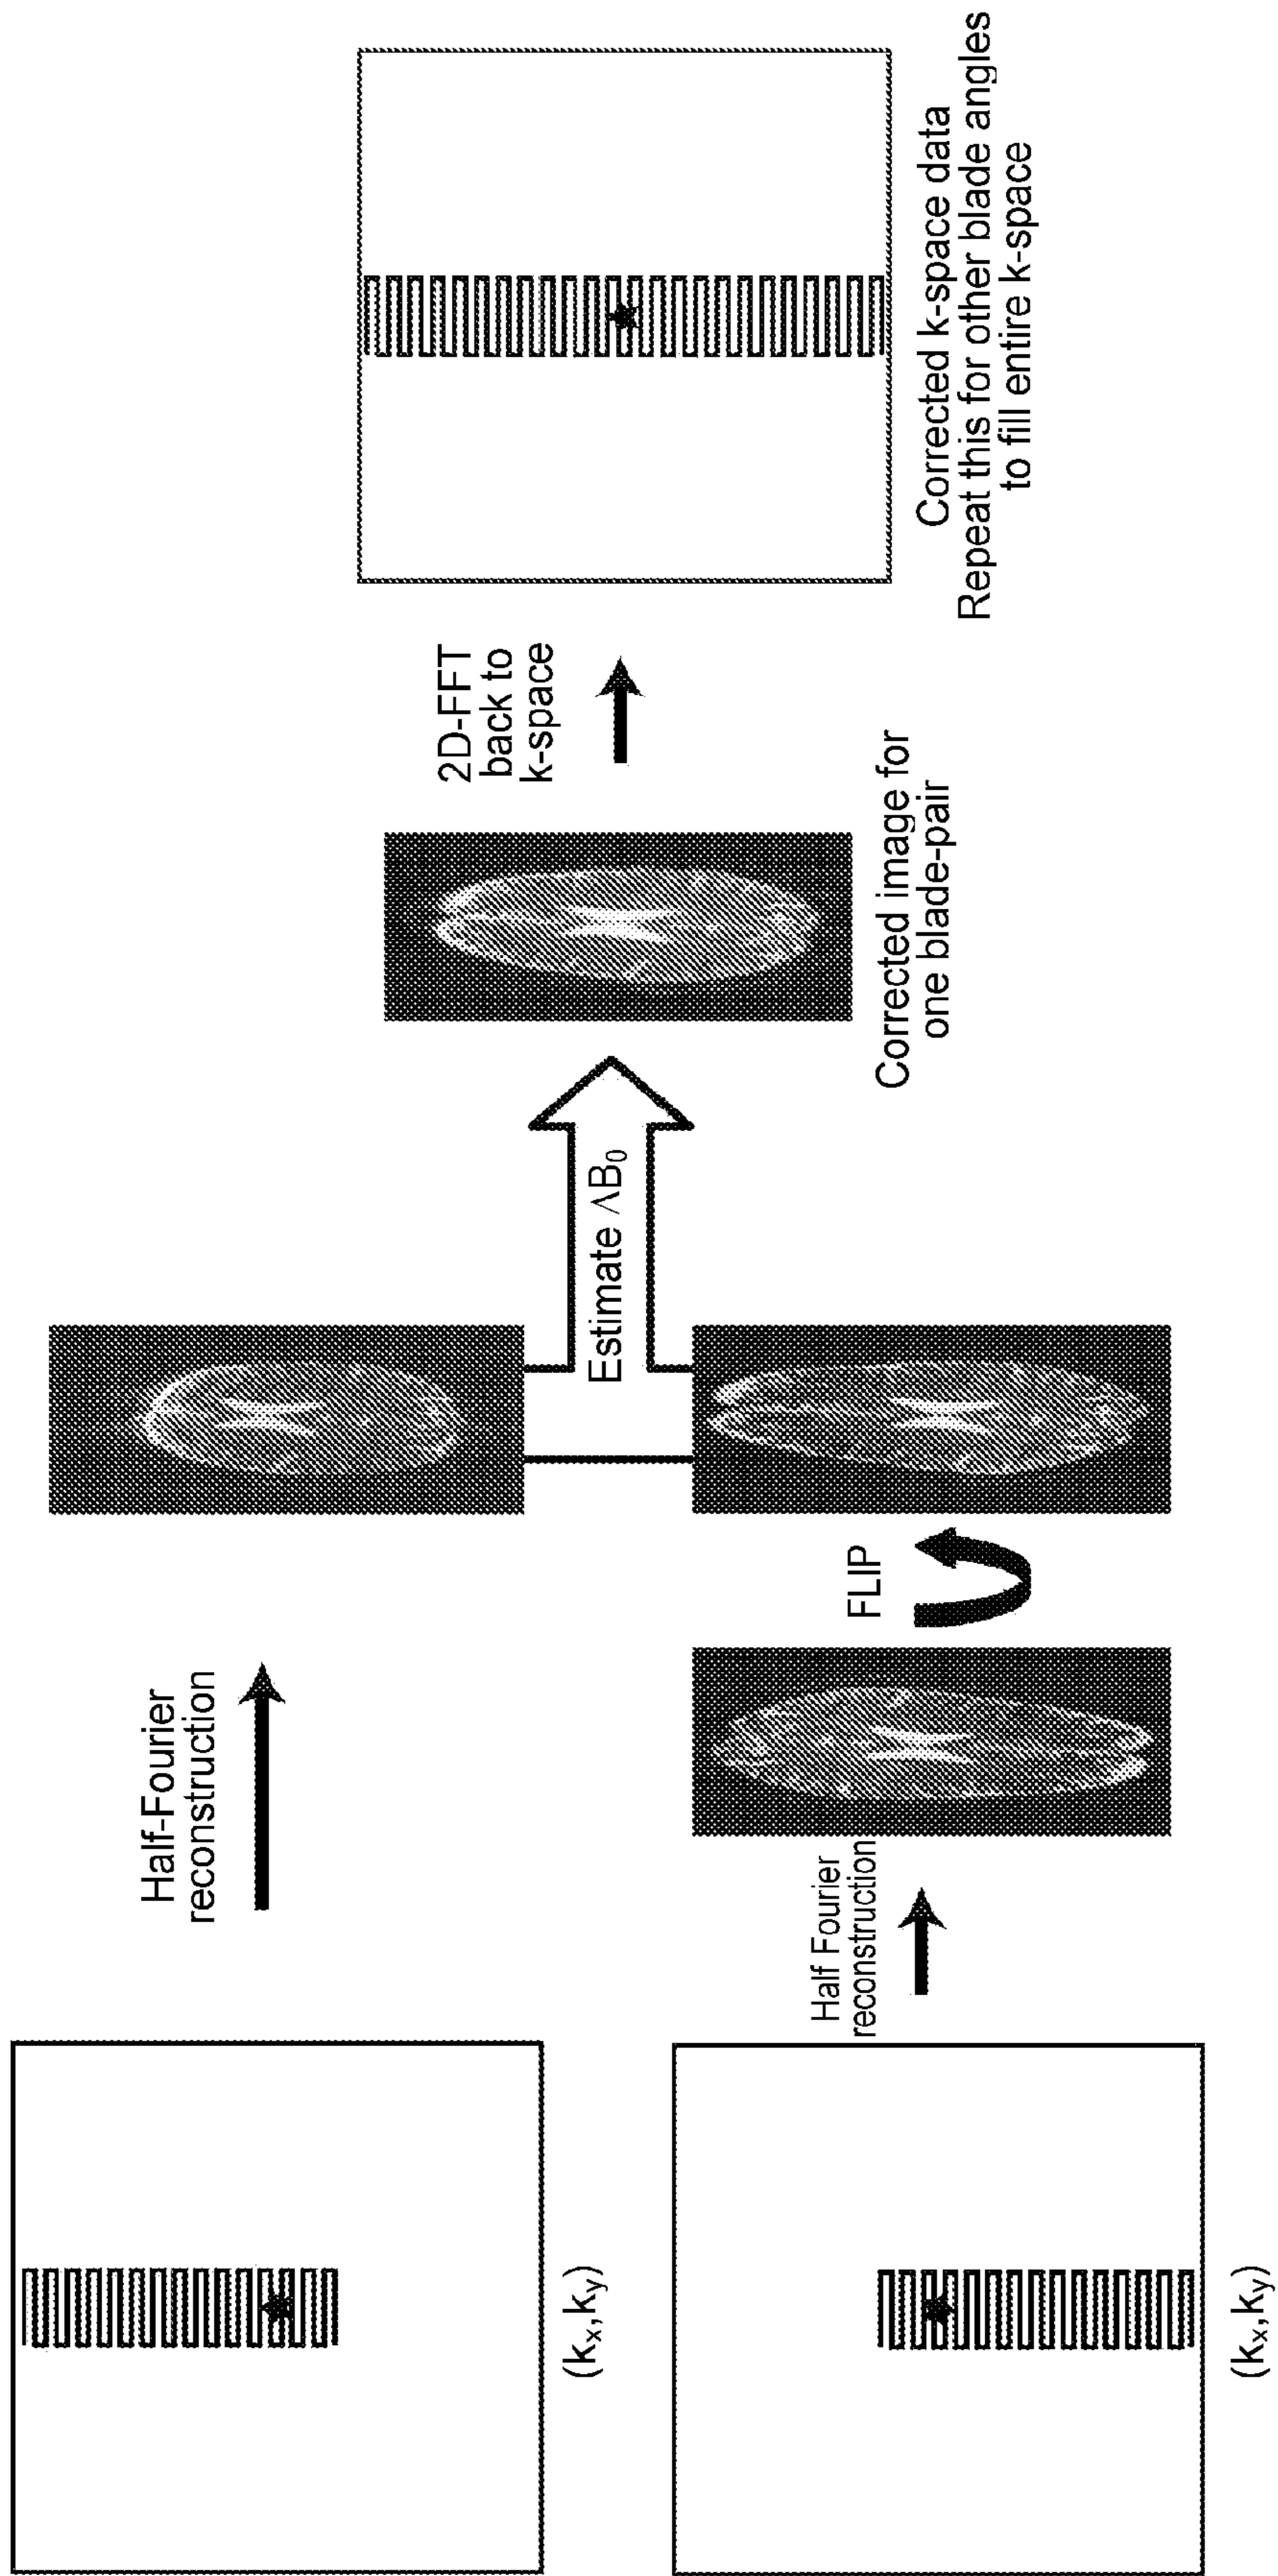 Half-Fourier
reconstruction
(kx,ky)
Half Fourier
reconstruction
(kx,ky)
FLIP
Estimate ΛB0
Corrected image for
one blade-pair
2D-FFT
back to
k-space
Corrected k-space data
Repeat this for other blade angles
to fill entire k-space